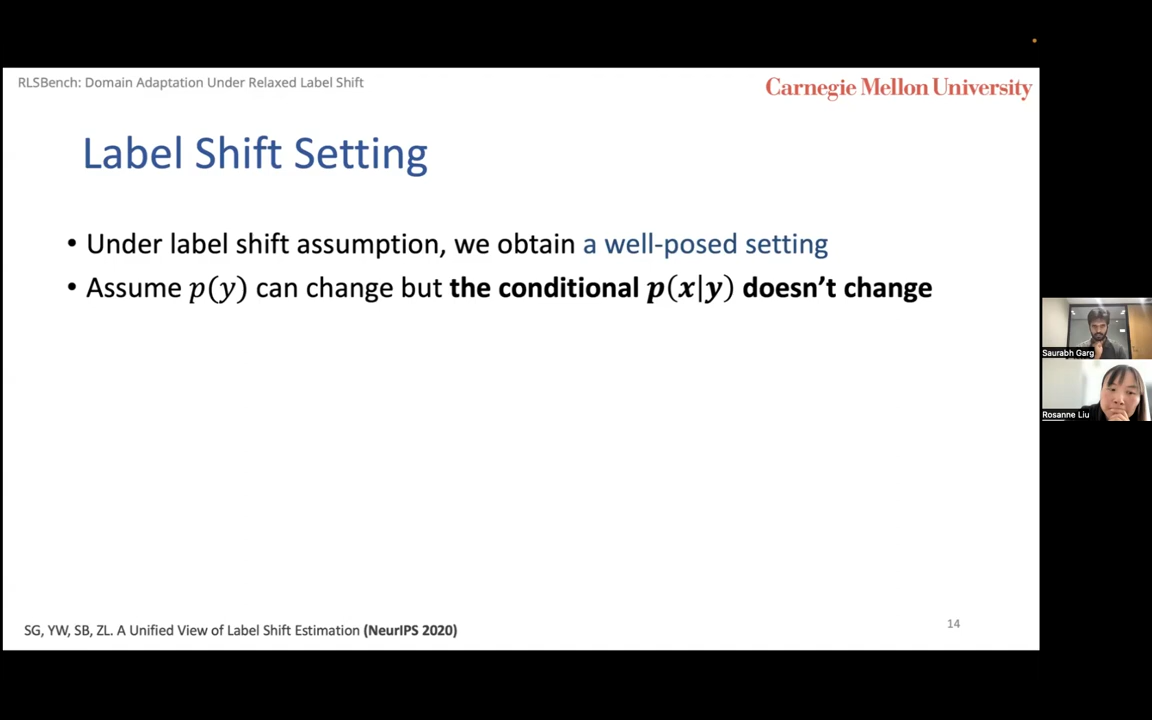 RLSBench: Domain Adaptation Under Relaxed Label Shift
Carnegie Mellon University
Label Shift Setting
• Under label shift assumption, we obtain a well-posed setting
• Assume p(y) can change but the conditional p(x|y) doesn’t change
Saurabh Garg
Rosanne Liu
SG, YW, SB, ZL. A Unified View of Label Shift Estimation (NeurIPS 2020)
14